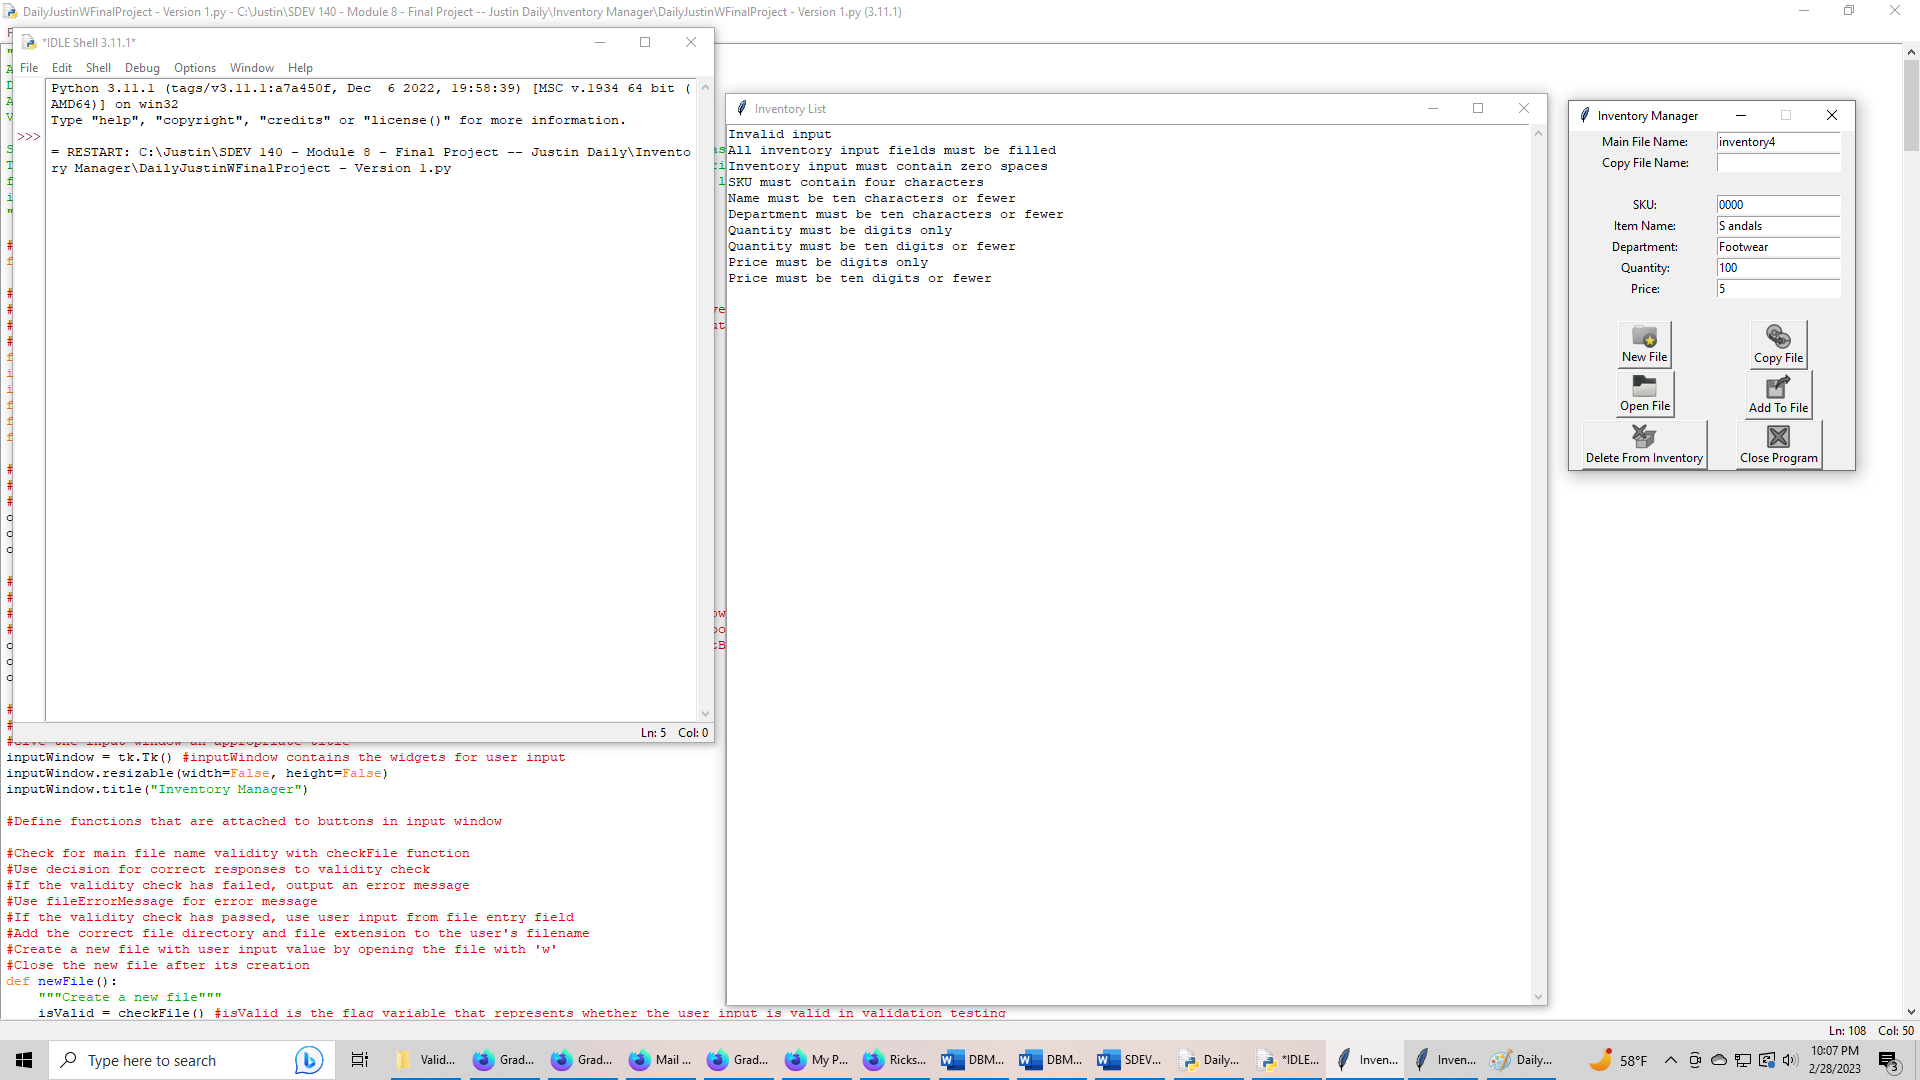 DailyJustinWFinalProject - Version 1.py - C:\Justin\SDEV 140 - Module 8 - Final Project -- Justin Daily\Inventory Manager\DailyJustinWFinalProject - Version 1.py (3.11.1)
*IDLE Shell 3.11.1*
File Edit Shell Debug Options Window Help
Python 3.11.1 (tags/v3.11.1:a7a450f, Dec  6 2022, 19:58:39) [MSC v.1934 64 bit (
AMD64)] on win32
Type "help", "copyright", "credits" or "license()" for more information.
>>>
= RESTART: C:\Justin\SDEV 140 - Module 8 - Final Project -- Justin Daily\Invento
ry Manager\DailyJustinWFinalProject - Version 1.py
Ln: 5 Col: 0
Inventory List
Invalid input
All inventory input fields must be filled
Inventory input must contain zero spaces
SKU must contain four characters
Name must be ten characters or fewer
Department must be ten characters or fewer
Quantity must be digits only
Quantity must be ten digits or fewer
Price must be digits only
Price must be ten digits or fewer
Inventory Manager
Main File Name: inventory4
Copy File Name:
SKU: 0000
Item Name: S andals
Department: Footwear
Quantity: 100
Price: 5
New File Copy File
Open File Add To File
Delete From Inventory Close Program
inputWindow = tk.Tk() #inputWindow contains the widgets for user input
inputWindow.resizable(width=False, height=False)
inputWindow.title("Inventory Manager")
#Define functions that are attached to buttons in input window
#Check for main file name validity with checkFile function
#Use decision for correct responses to validity check
#If the validity check has failed, output an error message
#Use fileErrorMessage for error message
#If the validity check has passed, use user input from file entry field
#Add the correct file directory and file extension to the user's filename
#Create a new file with user input value by opening the file with 'w'
#Close the new file after its creation
def newFile():
"""Create a new file"""
isValid = checkFile() #isValid is the flag variable that represents whether the user input is valid in validation testing
Ln: 108 Col: 50
Type here to search
Valid... Grad... Grad... Mail ... Grad... My P... Ricks... DBM... DBM... SDEV... Daily... *IDLE... Inven... Inven... Daily...
58°F
10:07 PM
2/28/2023
3